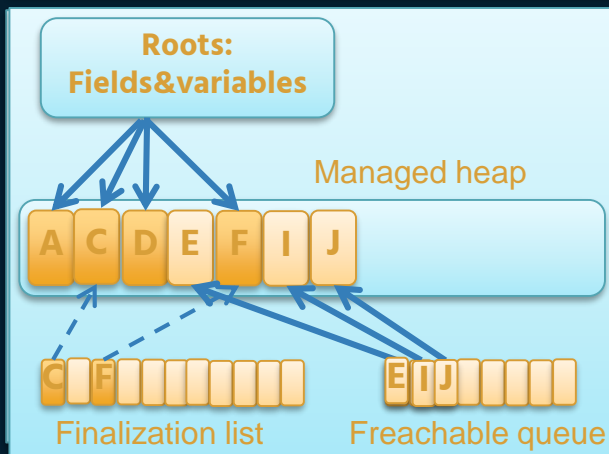 Roots:
Fields&variables
Managed heap
A C D E F I J
C F
E I J
Finalization list
Freachable queue